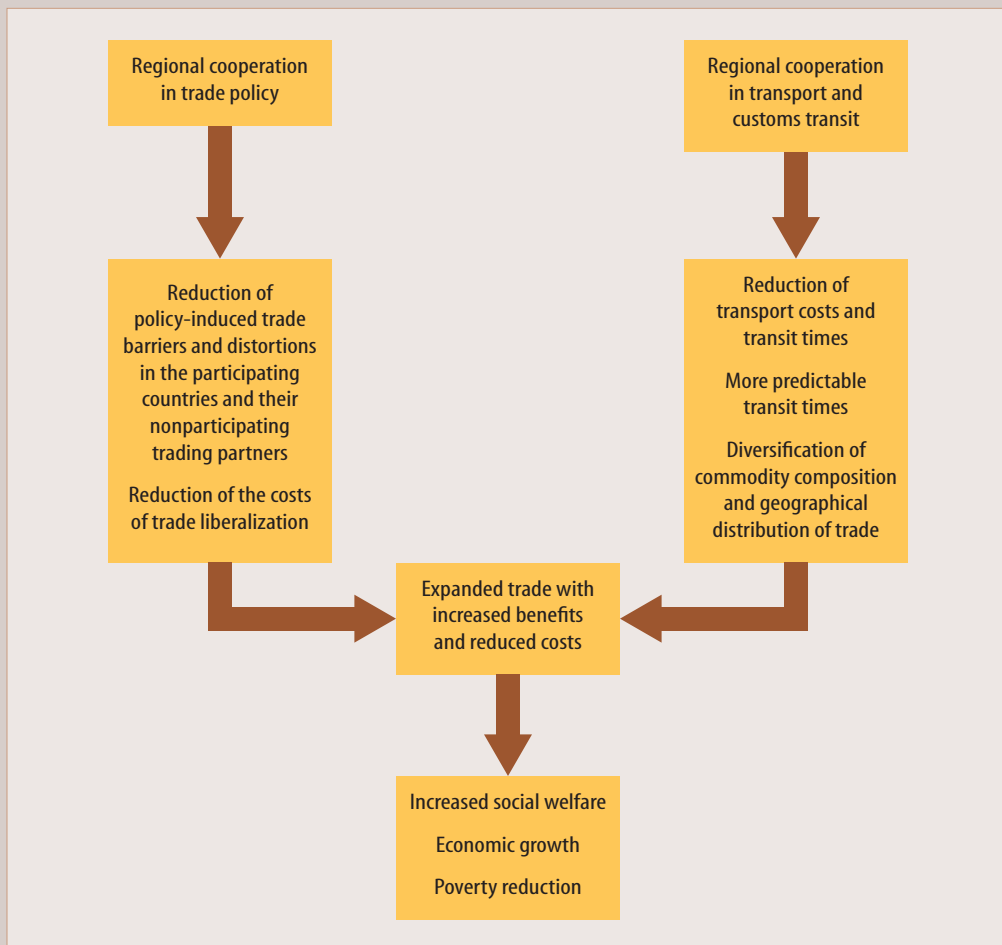 Regional cooperation
in trade policy
Regional cooperation
in transport and
customs transit
Reduction of
policy-induced trade
barriers and distortions
in the participating
countries and their
nonparticipating
trading partners
Reduction of the costs
of trade liberalization
Reduction of
transport costs and
transit times
More predictable
transit times
Diversification of
commodity composition
and geographical
distribution of trade
Expanded trade with
increased benefits
and reduced costs
Increased social welfare
Economic growth
Poverty reduction